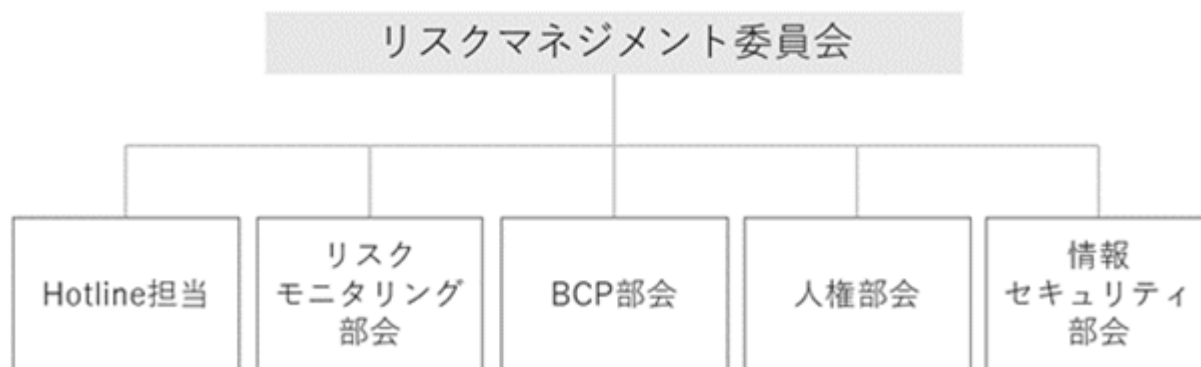 リスクマネジメント委員会
Hotline担当
リスク
モニタリング
部会
BCP部会
人権部会
情報
セキュリティ
部会